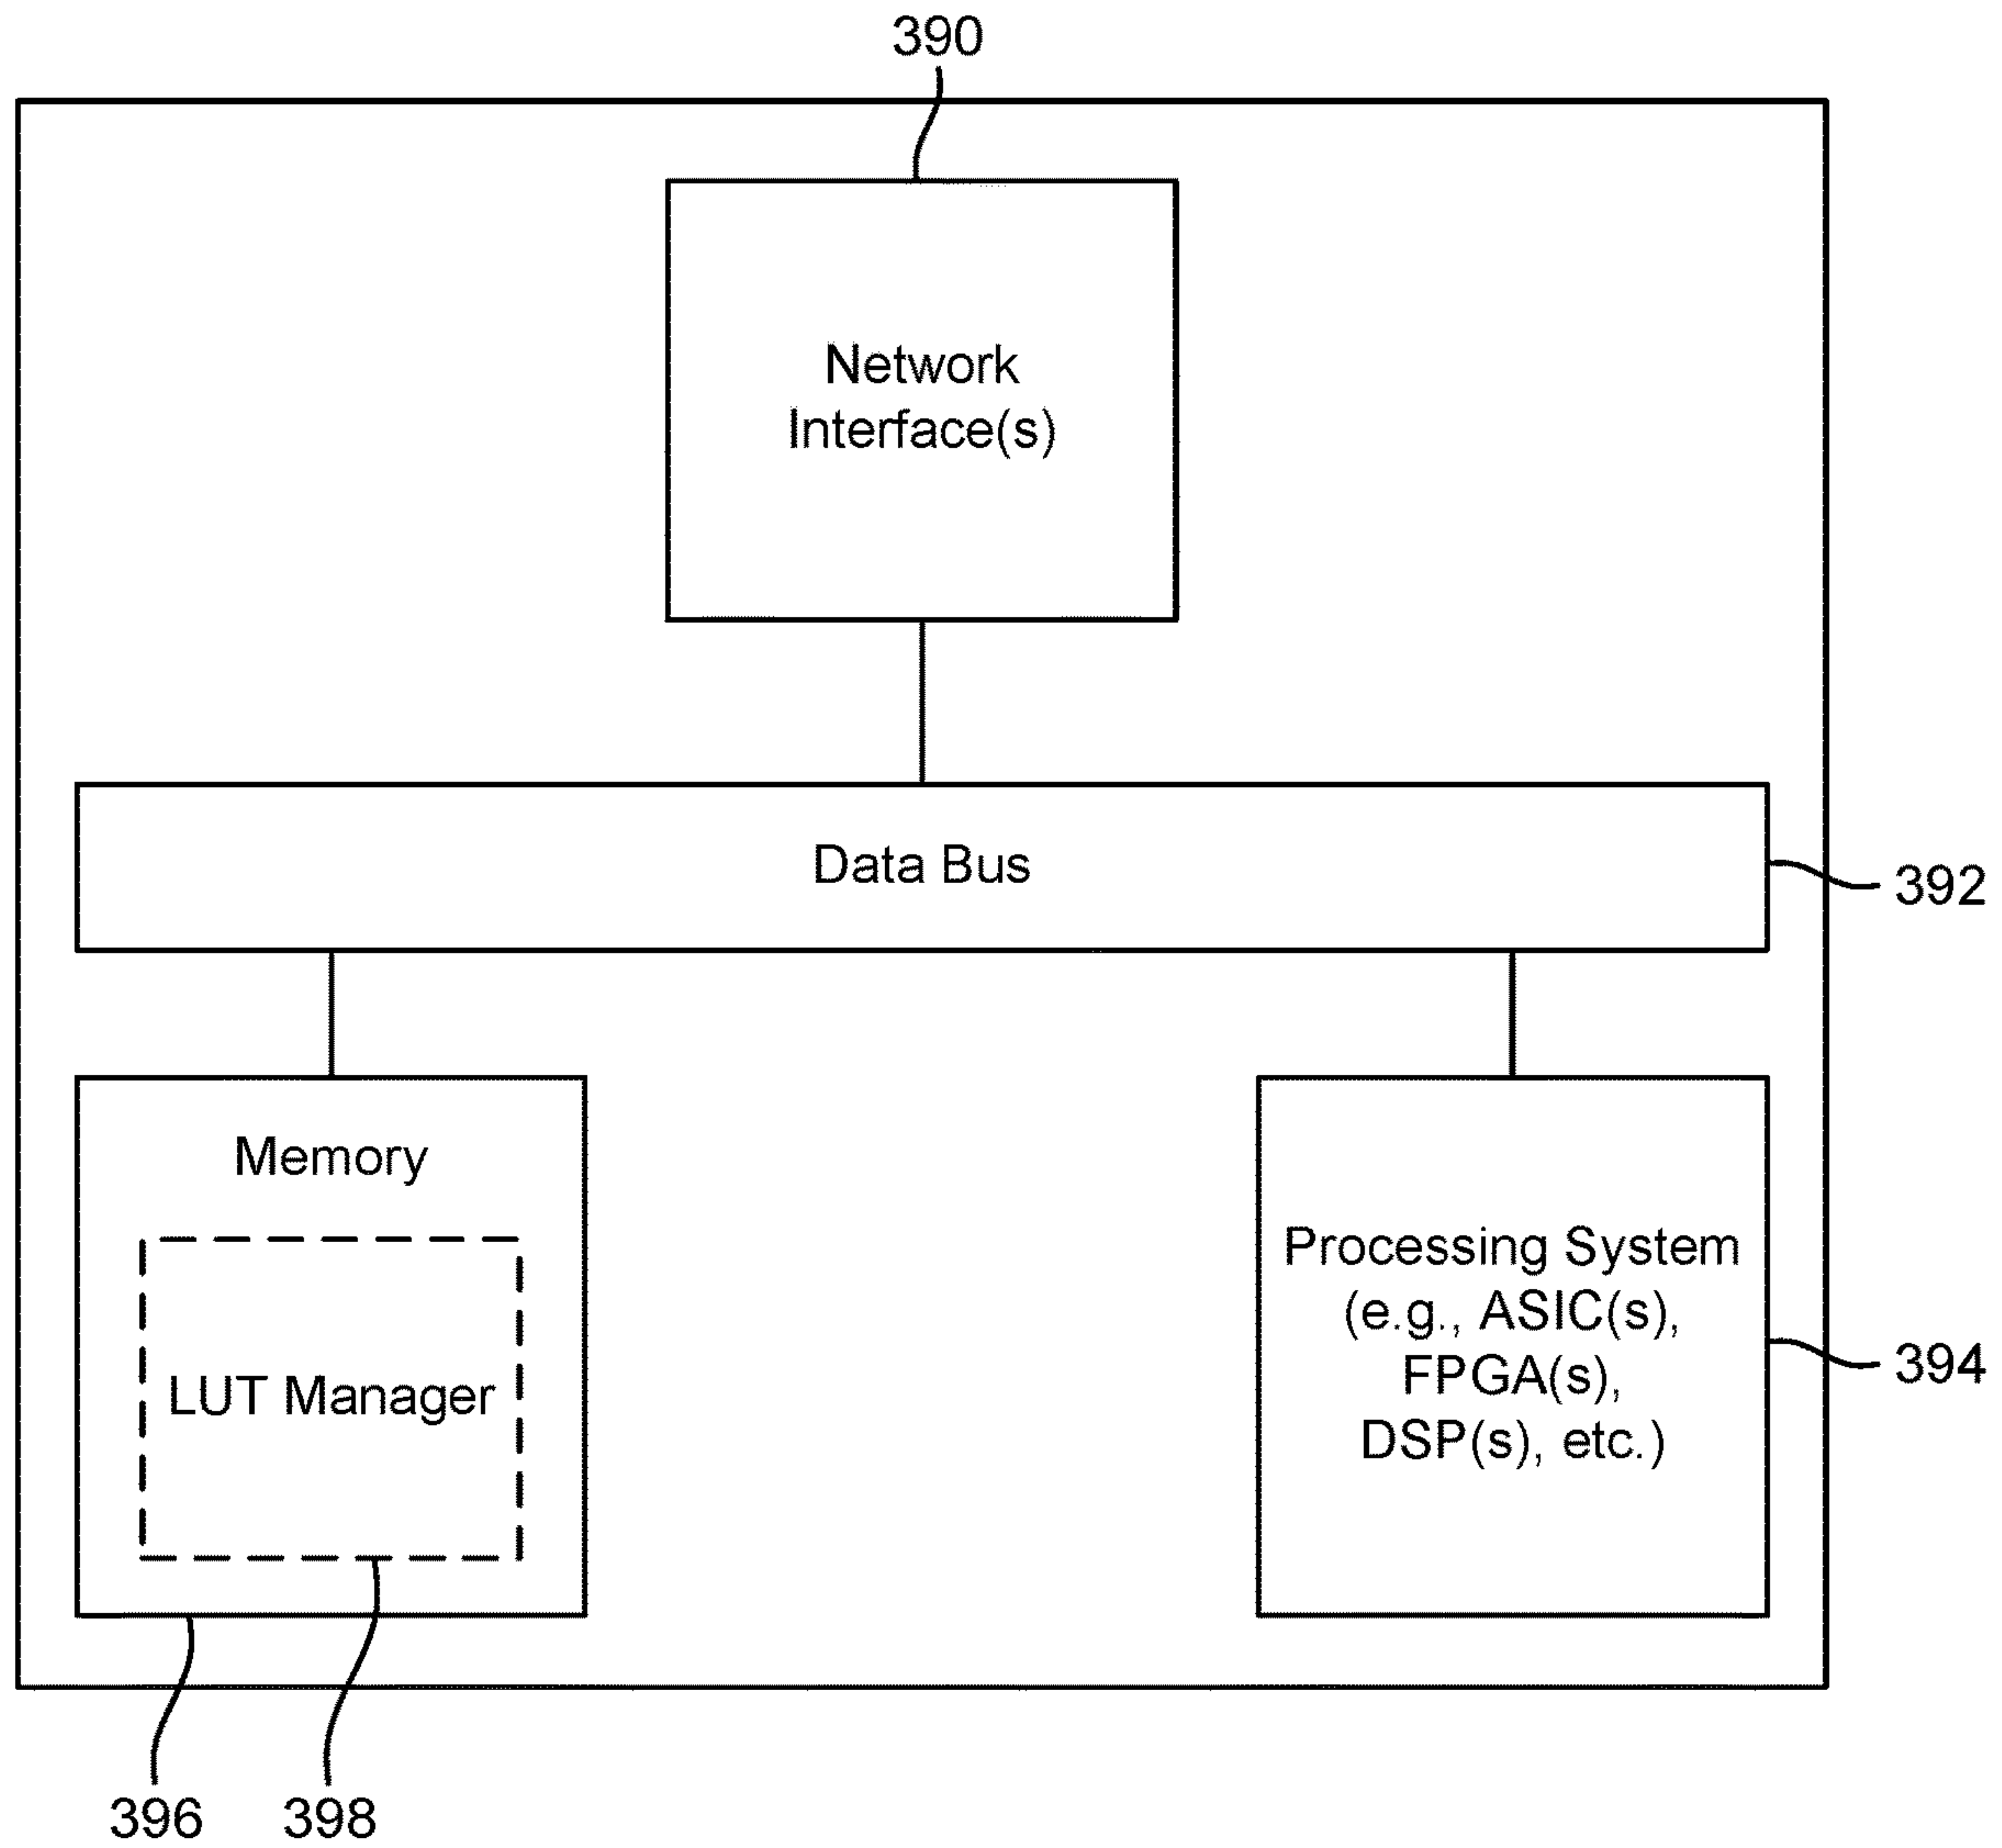 390
Network
Interface(s)
Data Bus
392
Memory
LUT Manager
Processing System
(e.g., ASIC(s),
FPGA(s),
DSP(s), etc.)
394
396
398